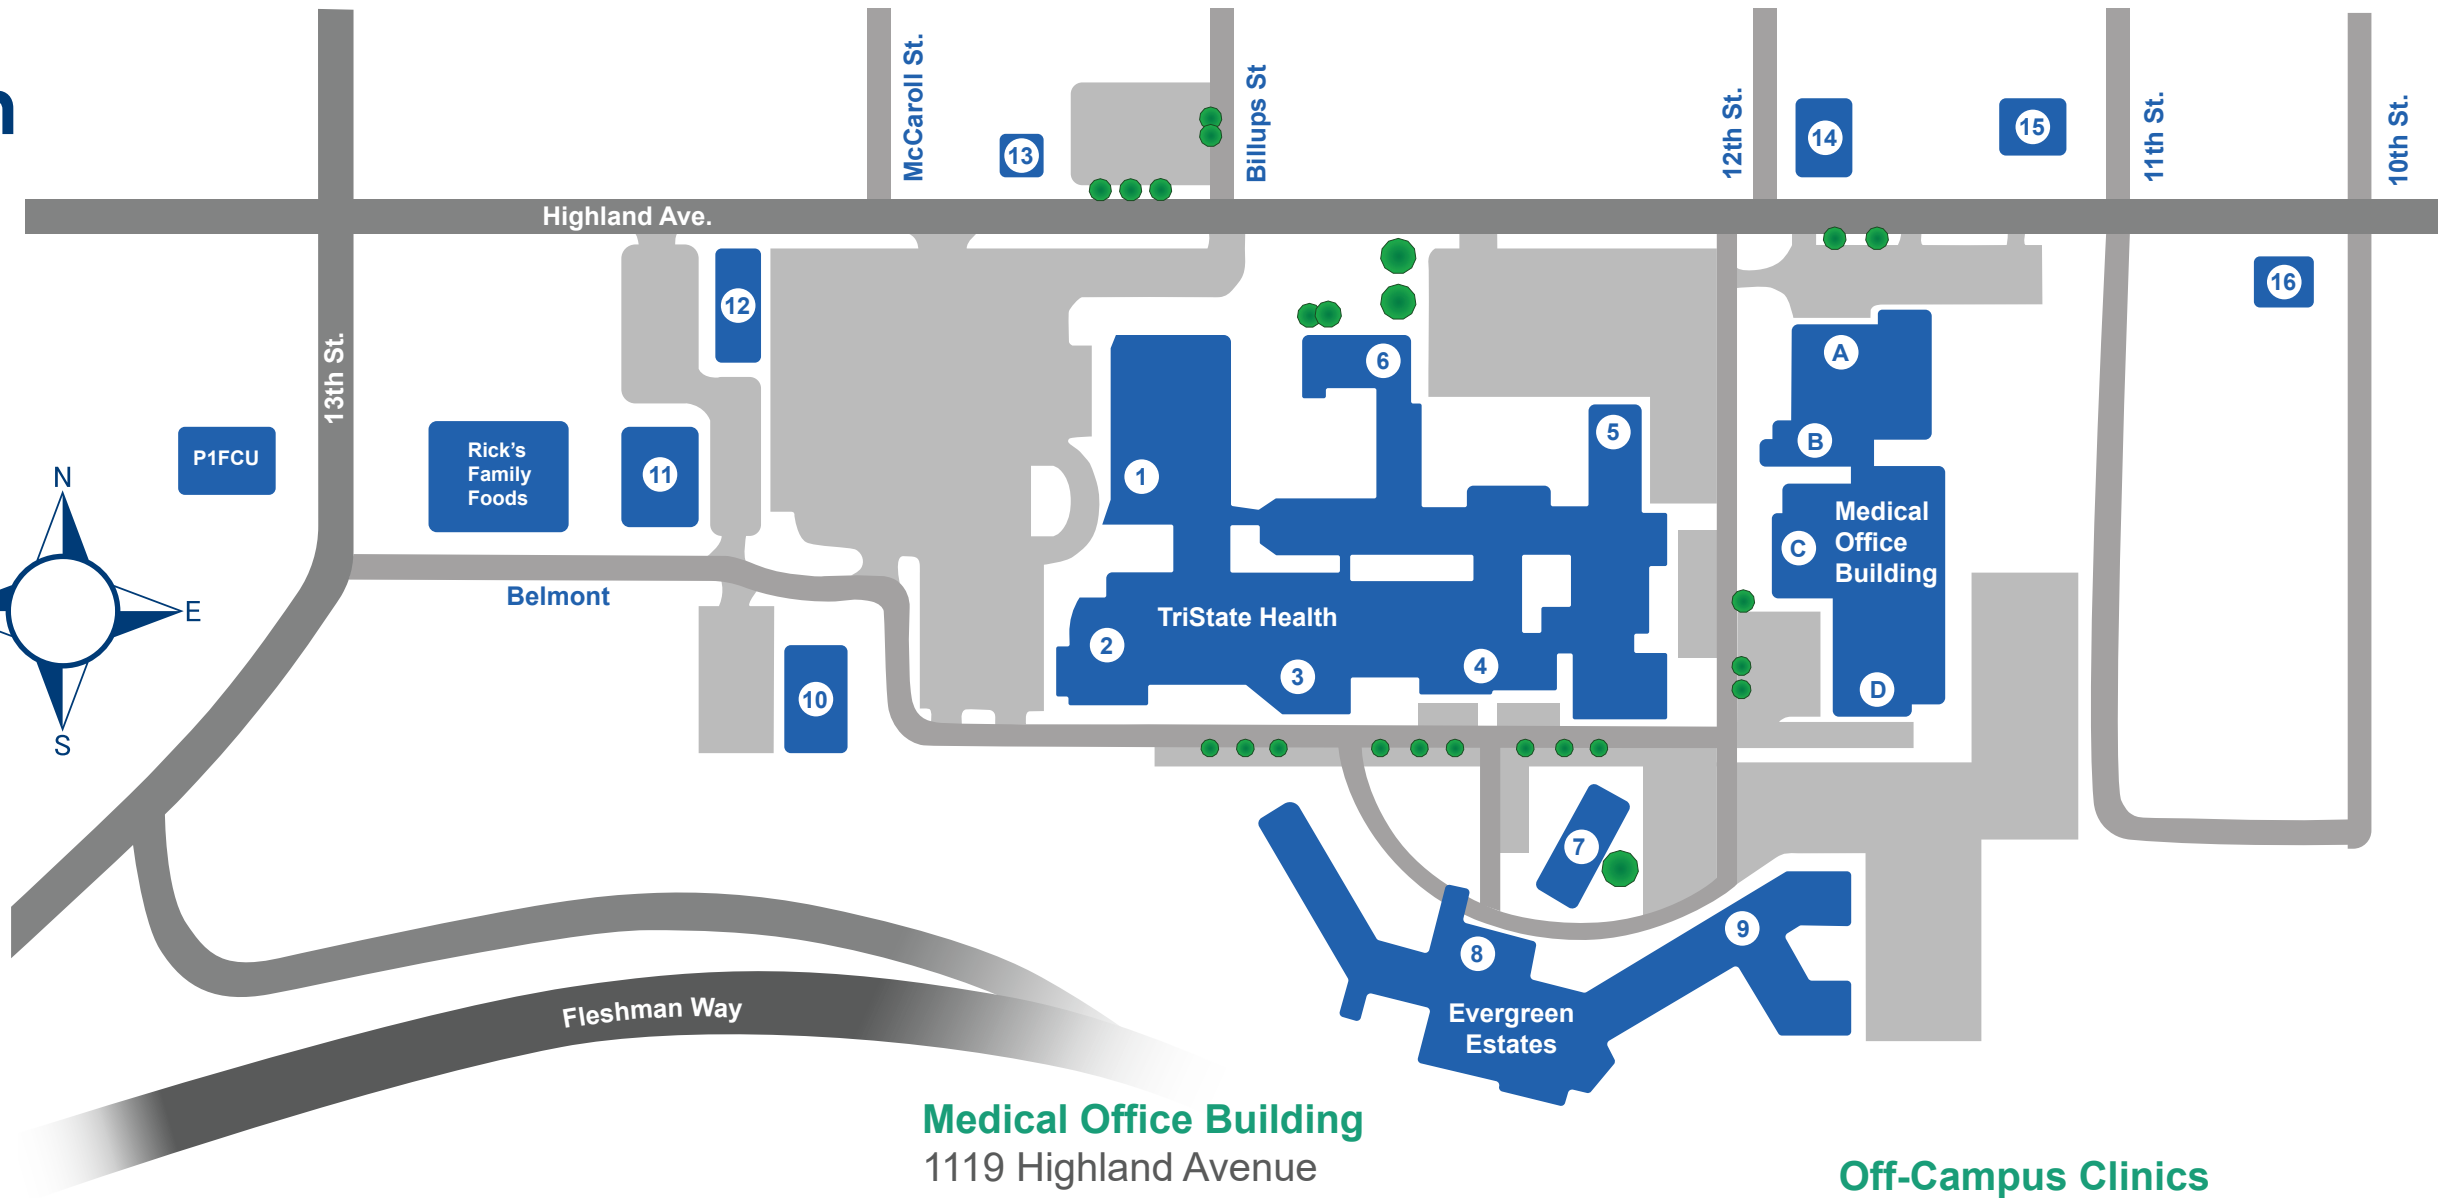 McCaroll St.
Billups St
12th St.
11th St.
10th St.
13
14
15
Highland Ave.
16
12
13th St.
6
A
5
B
P1FCU
Rick's
Family
Foods
11
1
N
E
S
C
Medical
Office
Building
Belmont
TriState Health
2
3
4
10
D
7
8
9
Evergreen
Estates
Fleshman Way
Medical Office Building
1119 Highland Avenue
Off-Campus Clinics